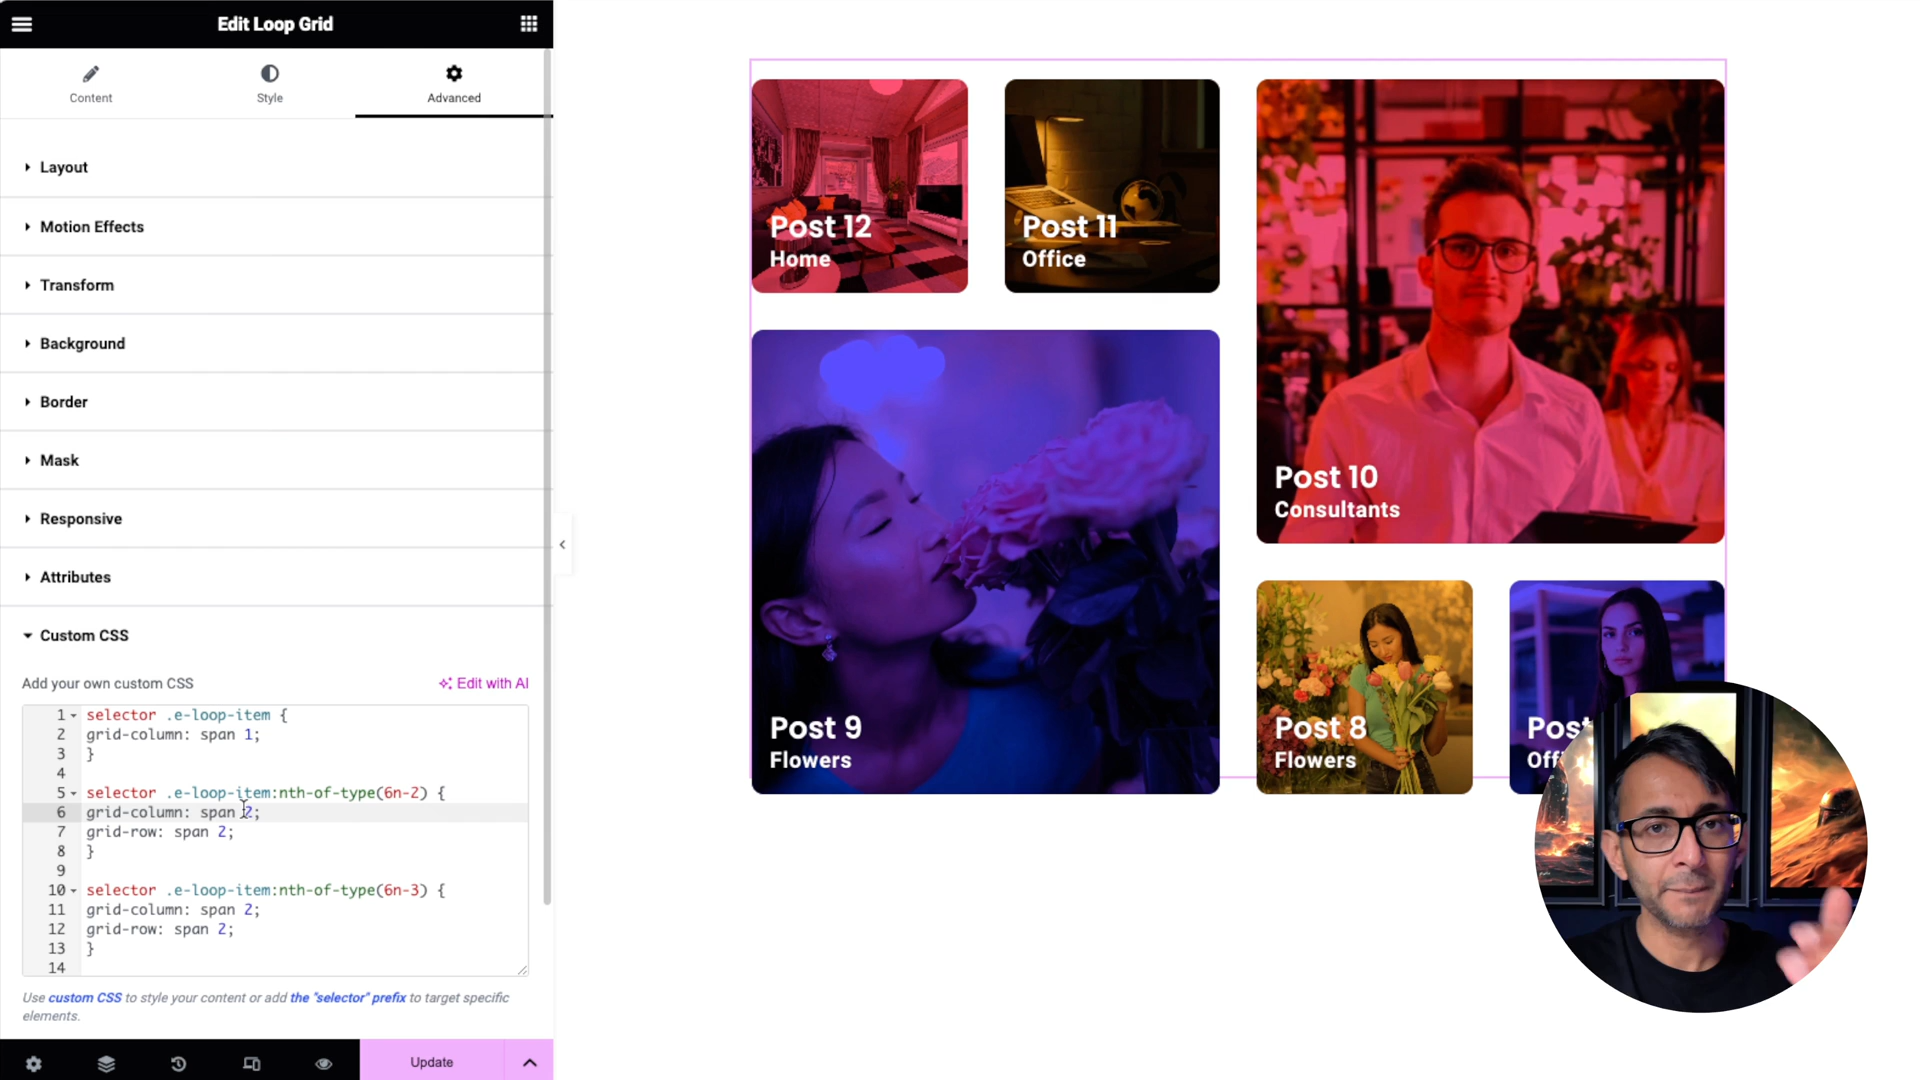 Edit Loop Grid
Content
Style
Advanced
Layout
Motion Effects
Transform
Background
Border
Mask
Responsive
Attributes
Custom CSS
Add your own custom CSS
Edit with AI
1 selector .e-loop-item {
2 grid-column: span 1;
3 }
4
5 selector .e-loop-item:nth-of-type(6n-2) {
6 grid-column: span 2;
7 grid-row: span 2;
8 }
9
10 selector .e-loop-item:nth-of-type(6n-3) {
11 grid-column: span 2;
12 grid-row: span 2;
13 }
14
Use custom CSS to style your content or add the "selector" prefix to target specific
elements.
Update
Post 12
Home
Post 11
Office
Post 10
Consultants
Post 9
Flowers
Post 8
Flowers
Post